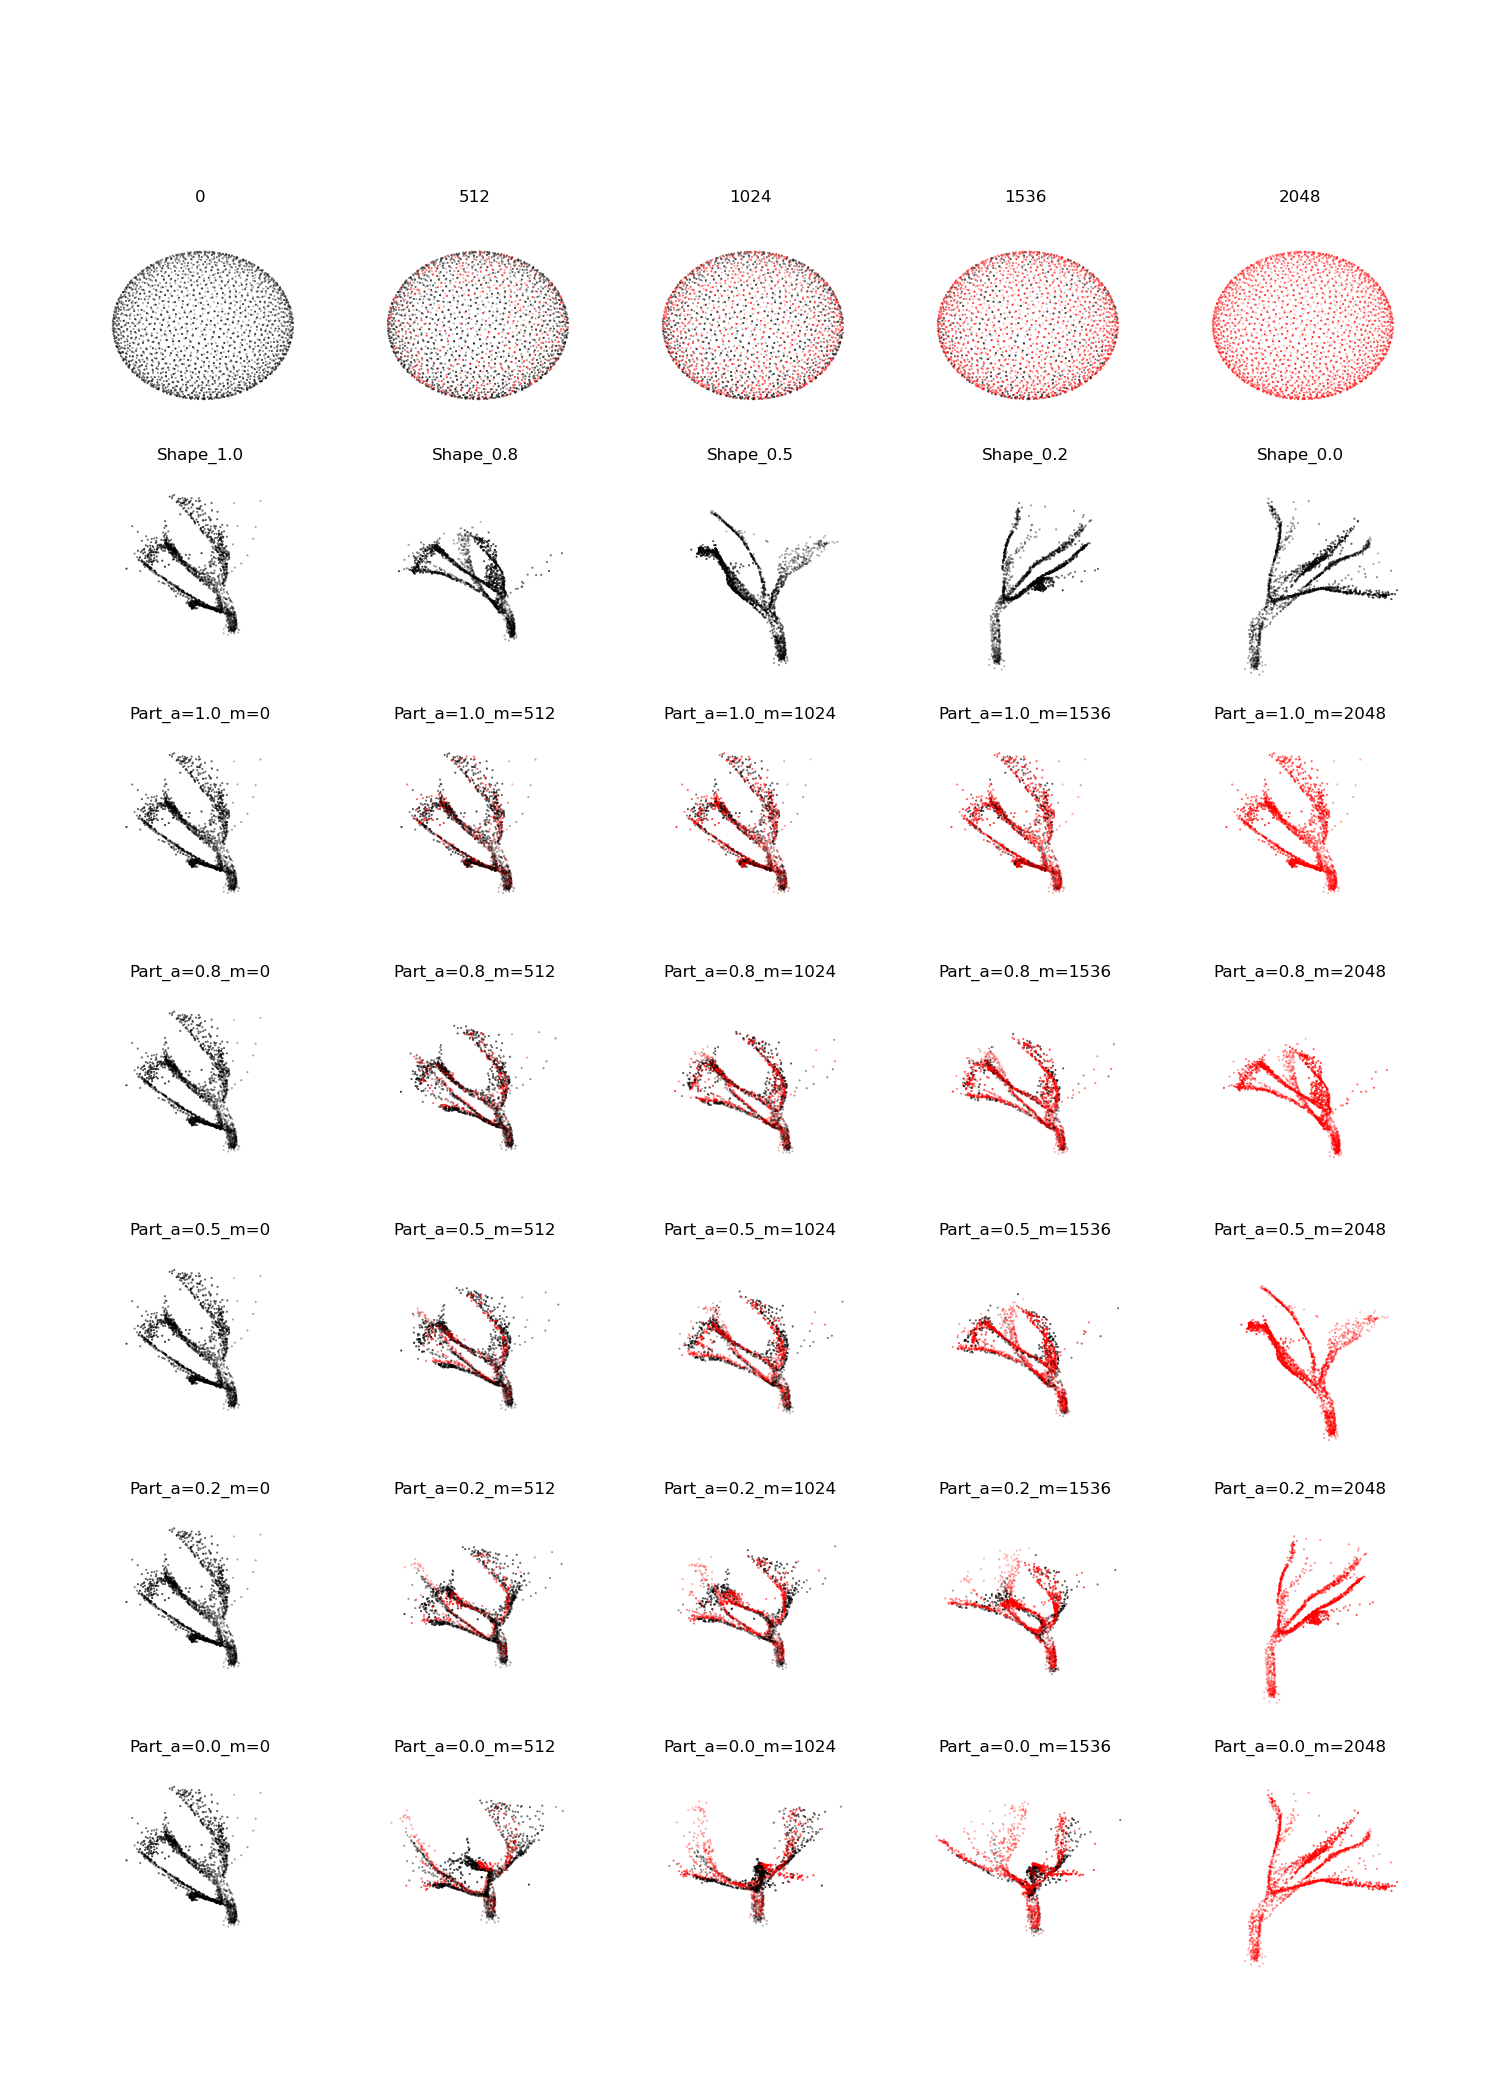 0 512 1024 1536 2048
Shape_1.0 Shape_0.8 Shape_0.5 Shape_0.2 Shape_0.0
Part_a=1.0_m=0 Part_a=1.0_m=512 Part_a=1.0_m=1024 Part_a=1.0_m=1536 Part_a=1.0_m=2048
Part_a=0.8_m=0 Part_a=0.8_m=512 Part_a=0.8_m=1024 Part_a=0.8_m=1536 Part_a=0.8_m=2048
Part_a=0.5_m=0 Part_a=0.5_m=512 Part_a=0.5_m=1024 Part_a=0.5_m=1536 Part_a=0.5_m=2048
Part_a=0.2_m=0 Part_a=0.2_m=512 Part_a=0.2_m=1024 Part_a=0.2_m=1536 Part_a=0.2_m=2048
Part_a=0.0_m=0 Part_a=0.0_m=512 Part_a=0.0_m=1024 Part_a=0.0_m=1536 Part_a=0.0_m=2048